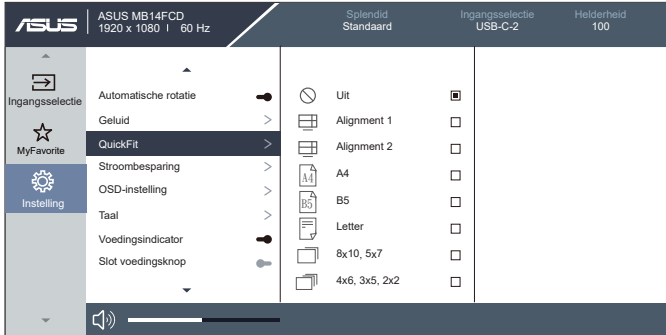 ASUS
ASUS MB14FCD
1920 x 1080 | 60 Hz
Splendid
Standaard
Ingangsselectie
USB-C-2
Helderheid
100
Ingangsselectie
MyFavorite
Instelling
Automatische rotatie
Geluid
QuickFit
Stroombesparing
OSD-instelling
Taal
Voedingsindicator
Slot voedingsknop
Uit
Alignment 1
Alignment 2
A4
A4
B5
B5
Letter
8x10, 5x7
4x6, 3x5, 2x2